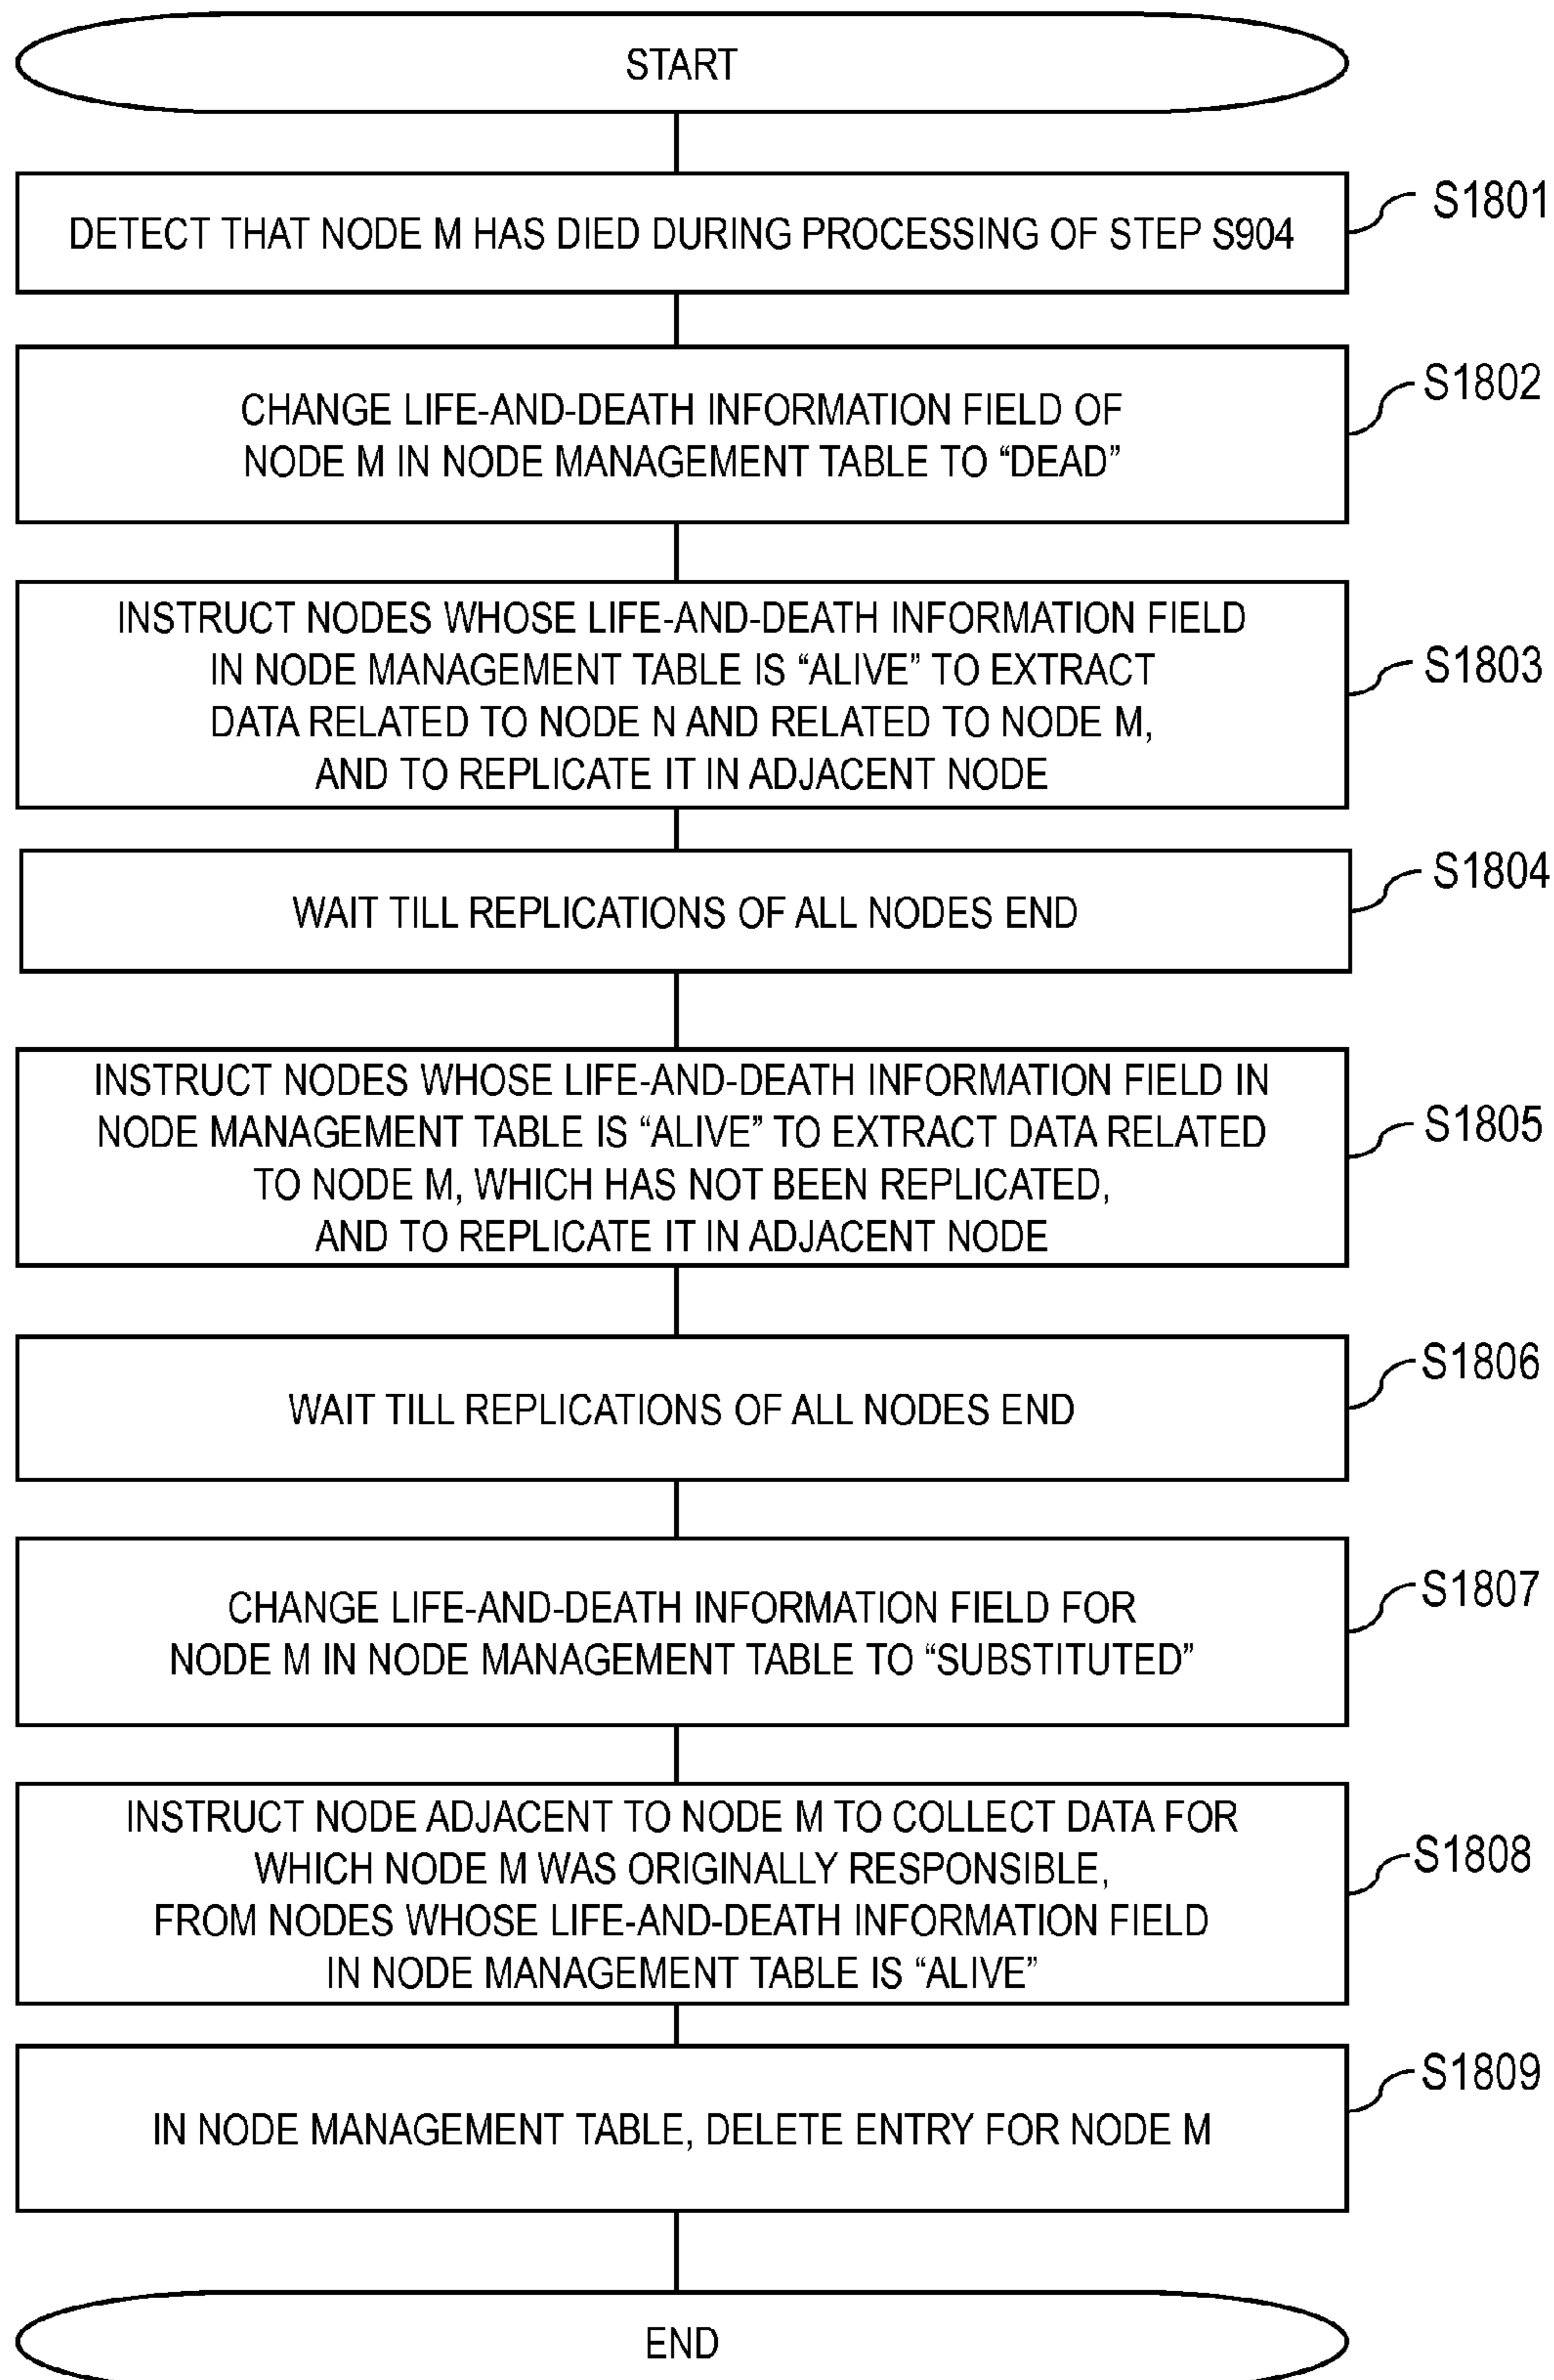 START
DETECT THAT NODE M HAS DIED DURING PROCESSING OF STEP S904
S1801
CHANGE LIFE-AND-DEATH INFORMATION FIELD OF
NODE M IN NODE MANAGEMENT TABLE TO “DEAD”
S1802
INSTRUCT NODES WHOSE LIFE-AND-DEATH INFORMATION FIELD
IN NODE MANAGEMENT TABLE IS “ALIVE” TO EXTRACT
DATA RELATED TO NODE N AND RELATED TO NODE M,
AND TO REPLICATE IT IN ADJACENT NODE
S1803
WAIT TILL REPLICATIONS OF ALL NODES END
S1804
INSTRUCT NODES WHOSE LIFE-AND-DEATH INFORMATION FIELD IN
NODE MANAGEMENT TABLE IS “ALIVE” TO EXTRACT DATA RELATED
TO NODE M, WHICH HAS NOT BEEN REPLICATED,
AND TO REPLICATE IT IN ADJACENT NODE
S1805
WAIT TILL REPLICATIONS OF ALL NODES END
S1806
CHANGE LIFE-AND-DEATH INFORMATION FIELD FOR
NODE M IN NODE MANAGEMENT TABLE TO “SUBSTITUTED”
S1807
INSTRUCT NODE ADJACENT TO NODE M TO COLLECT DATA FOR
WHICH NODE M WAS ORIGINALLY RESPONSIBLE,
FROM NODES WHOSE LIFE-AND-DEATH INFORMATION FIELD
IN NODE MANAGEMENT TABLE IS “ALIVE”
S1808
IN NODE MANAGEMENT TABLE, DELETE ENTRY FOR NODE M
S1809
END